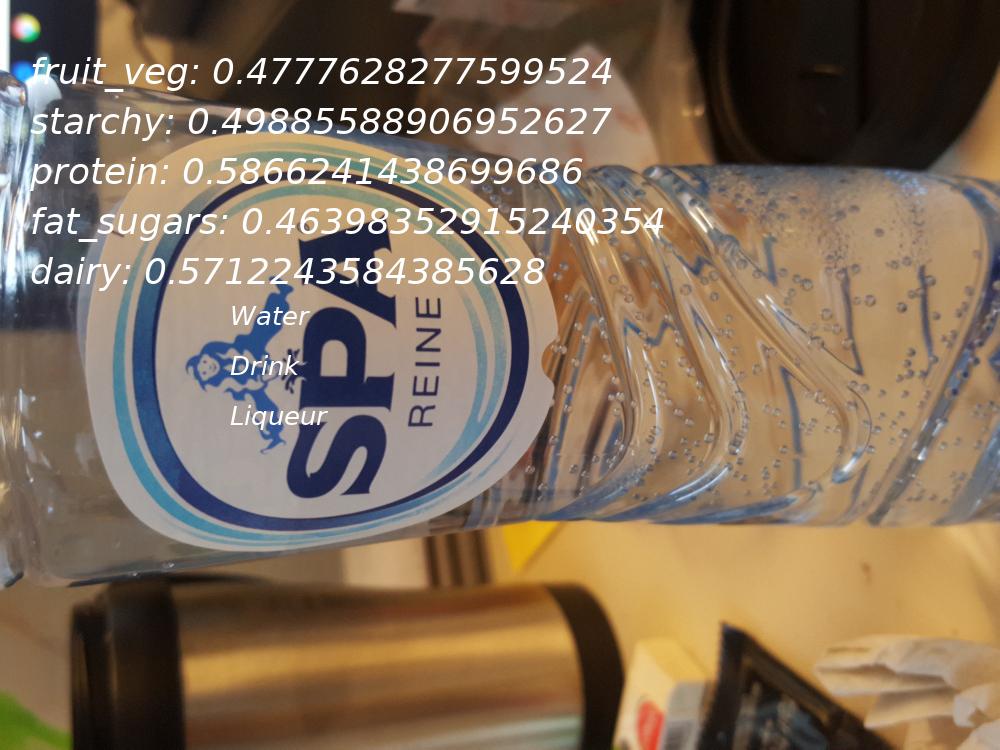 fruit_veg: 0.4777628277599524
starchy: 0.49885588906952627
protein: 0.5866241438699686
fat_sugars: 0.46398352915240354
dairy: 0.5712243584385628
Water
Drink
Liqueur
SPA
REINE